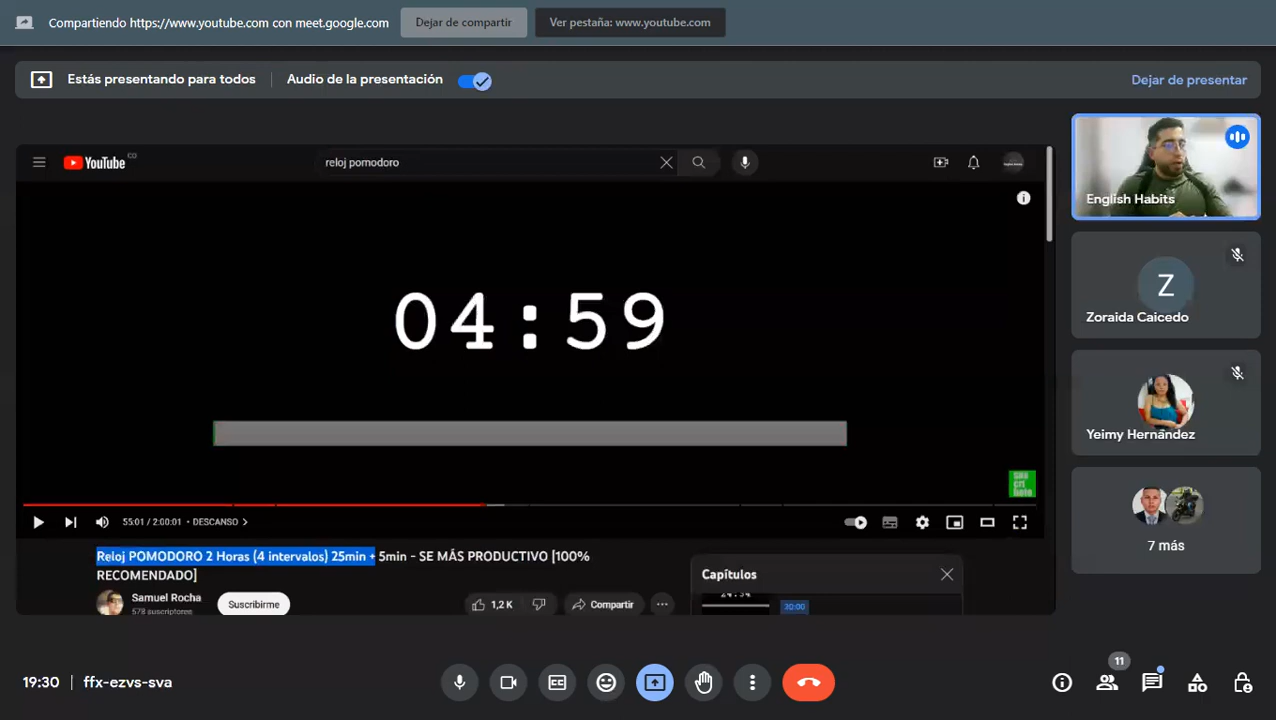 Compartiendo https://www.youtube.com con meet.google.com
Dejar de compartir
Ver pestaña: www.youtube.com
Estás presentando para todos
Audio de la presentación
Dejar de presentar
YouTube CO
reloj pomodoro
04:59
sus
cri
bete
55:01 / 2:00:01 • DESCANSO >
Reloj POMODORO 2 Horas (4 intervalos) 25min + 5min - SE MÁS PRODUCTIVO [100%
RECOMENDADO]
Samuel Rocha
578 suscriptores
Suscribirme
1,2 K
Compartir
Capítulos
30:00
English Habits
Z
Zoraida Caicedo
Yeimy Hernández
7 más
19:30 | ffx-ezvs-sva
11